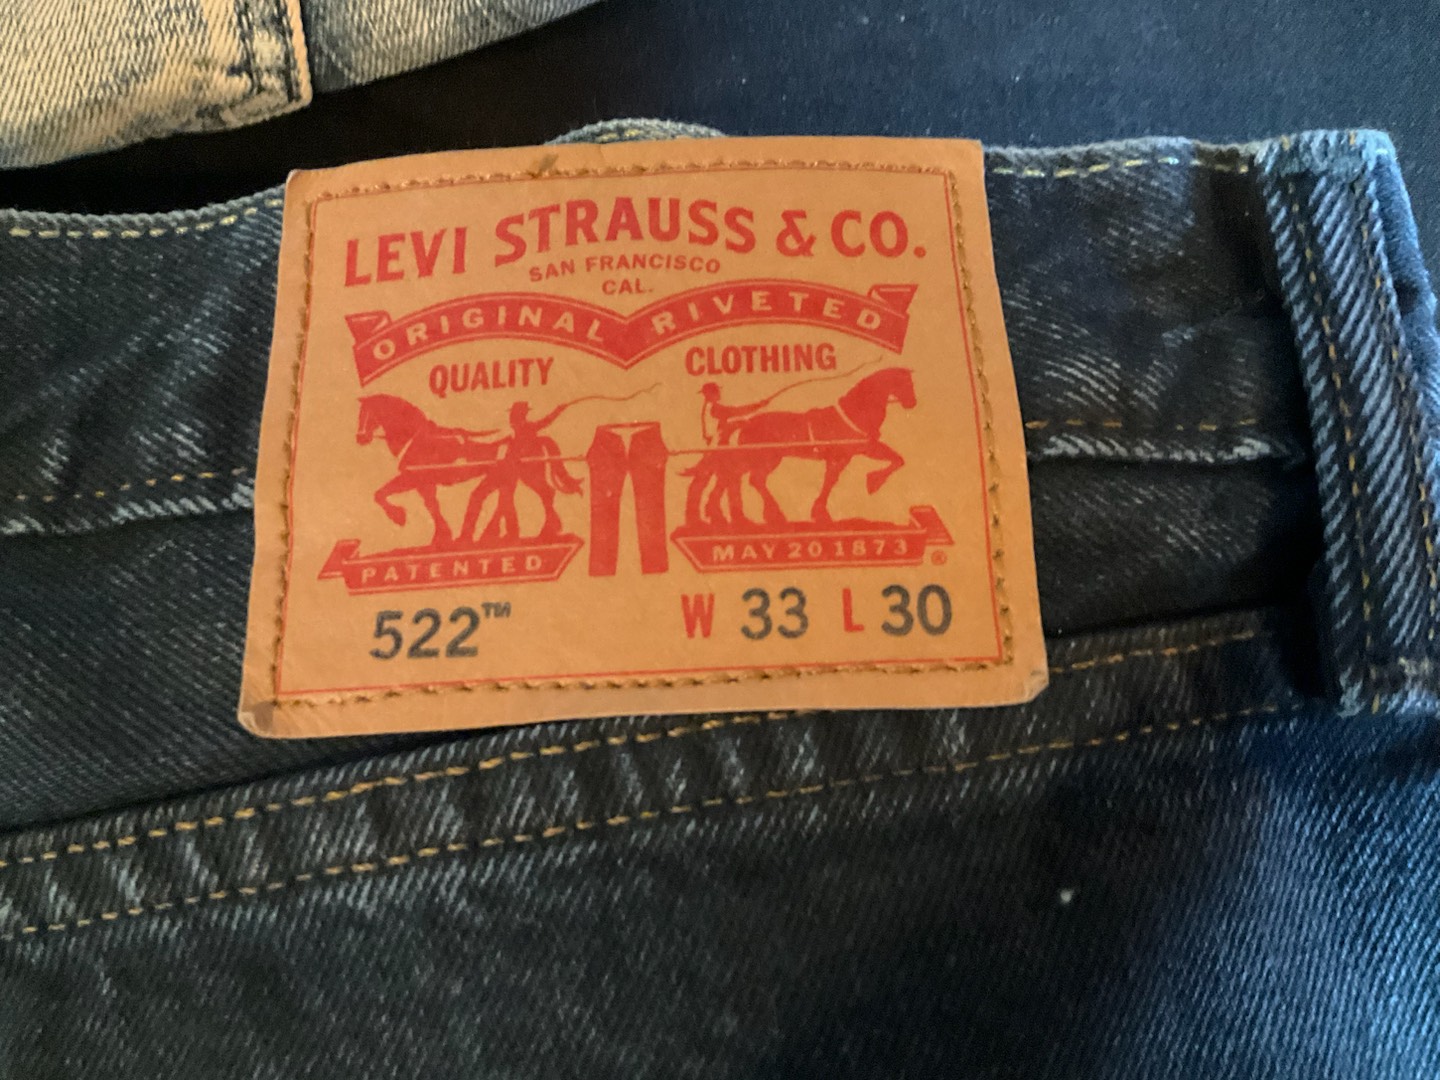 LEVI STRAUSS & CO.
SAN FRANCISCO
CAL.
ORIGINAL RIVETED
QUALITY CLOTHING
PATENTED MAY 20 1873 ®
522™ W 33 L 30